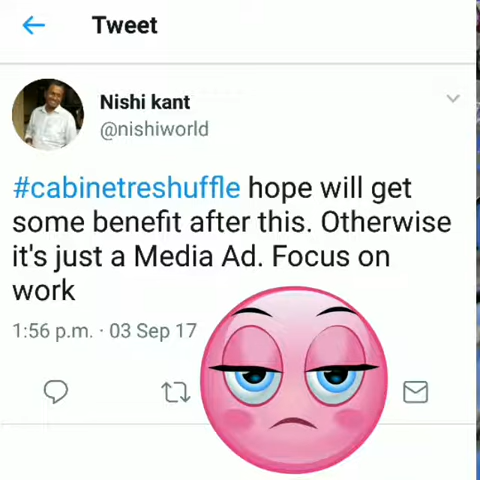 Tweet
Nishi kant
@nishiworld
#cabinetreshuffle hope will get
some benefit after this. Otherwise
it's just a Media Ad. Focus on
work
1:56 p.m. · 03 Sep 17